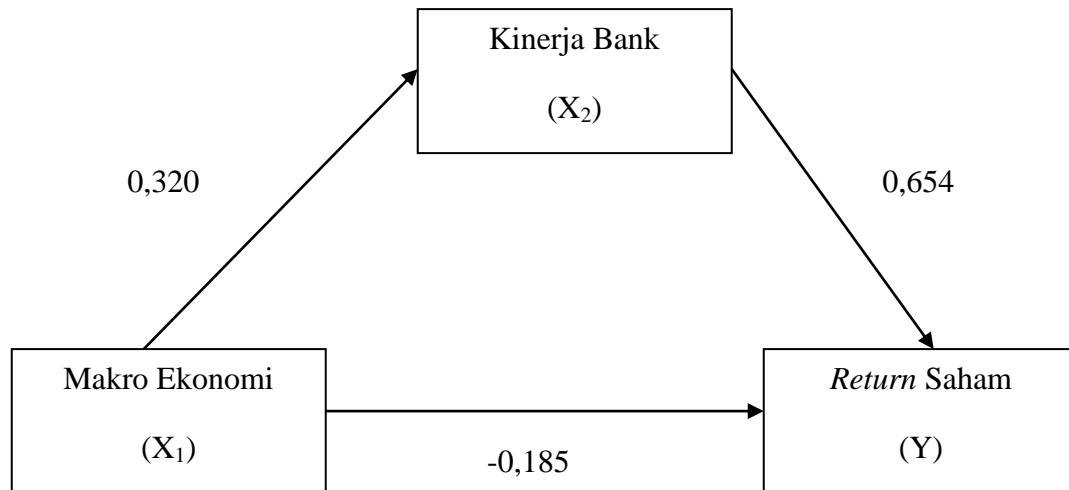 Kinerja Bank
(X₂)
0,320
0,654
Makro Ekonomi
(X₁)
-0,185
Return Saham
(Y)